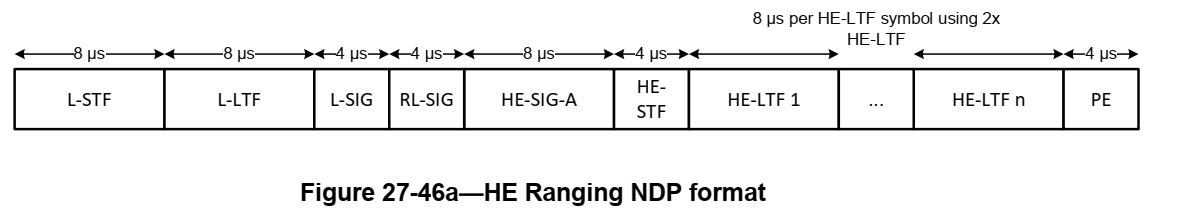 8 µs per HE-LTF symbol using 2x
HE-LTF
8 µs 8 µs 4 µs 4 µs 8 µs 4 µs 4 µs
L-STF L-LTF L-SIG RL-SIG HE-SIG-A HE- HE-LTF 1 ... HE-LTF n PE
STF
Figure 27-46a—HE Ranging NDP format